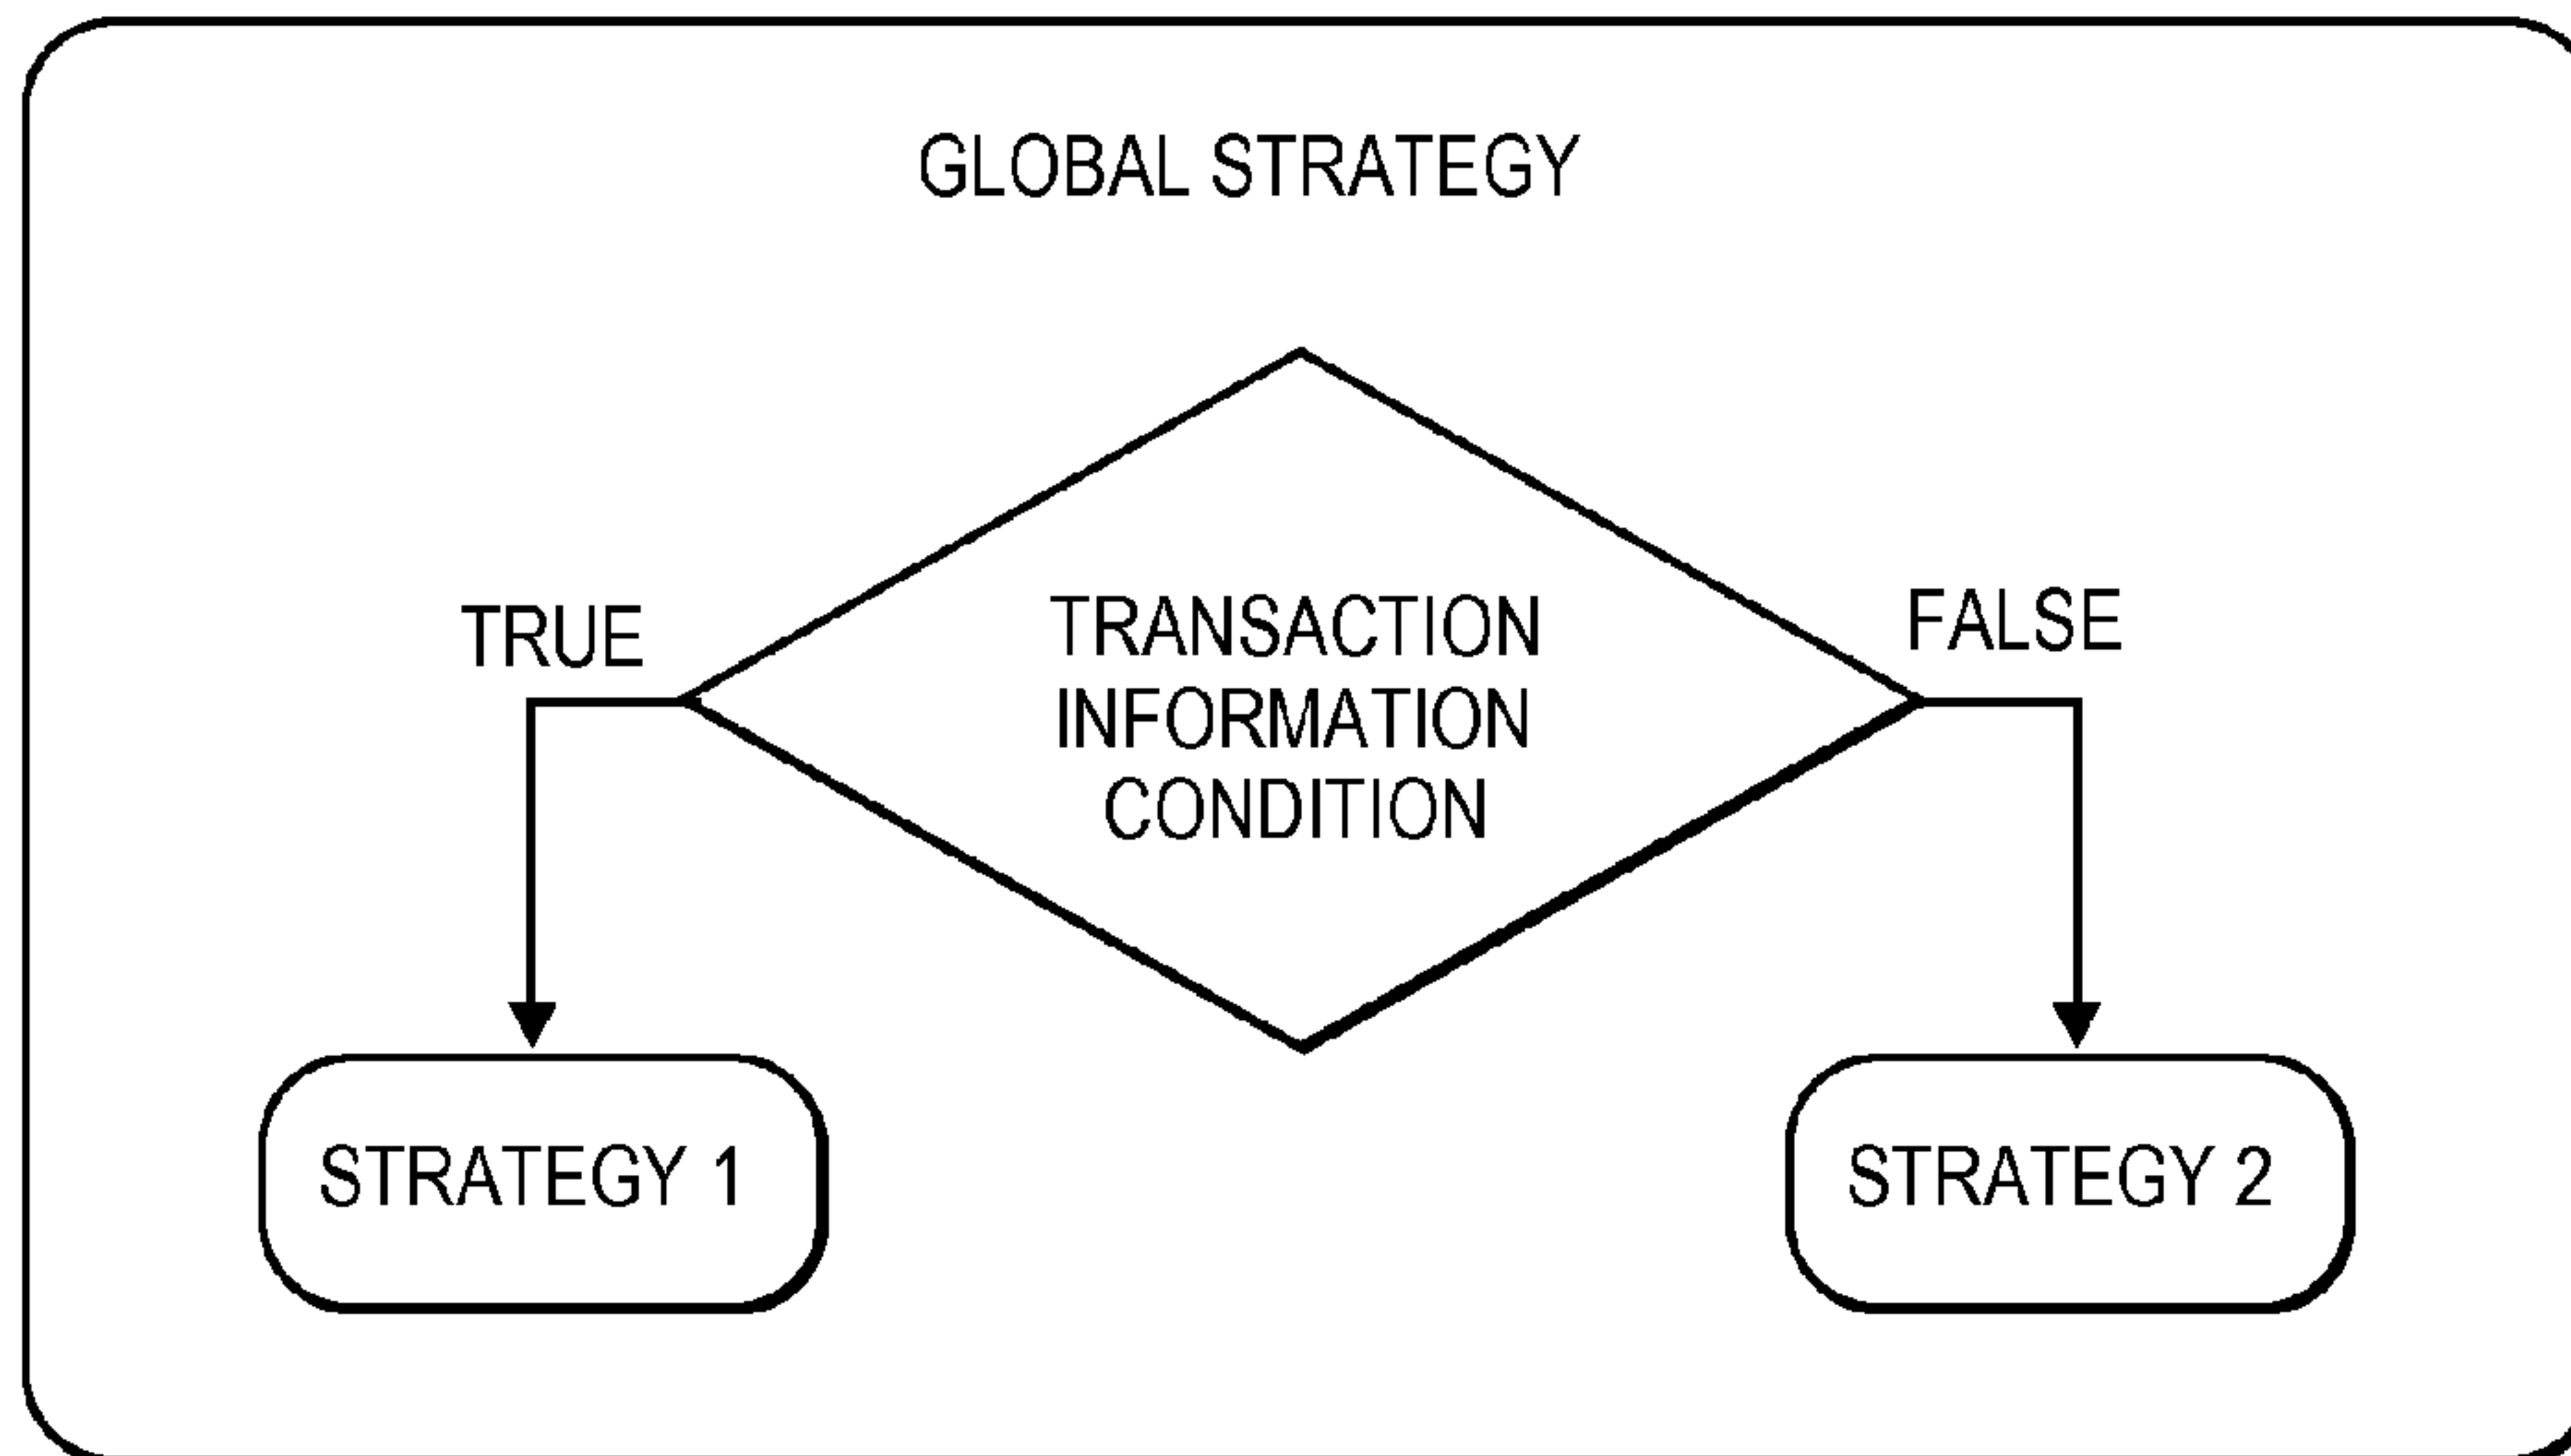 GLOBAL STRATEGY
TRUE
FALSE
TRANSACTION
INFORMATION
CONDITION
STRATEGY 1
STRATEGY 2